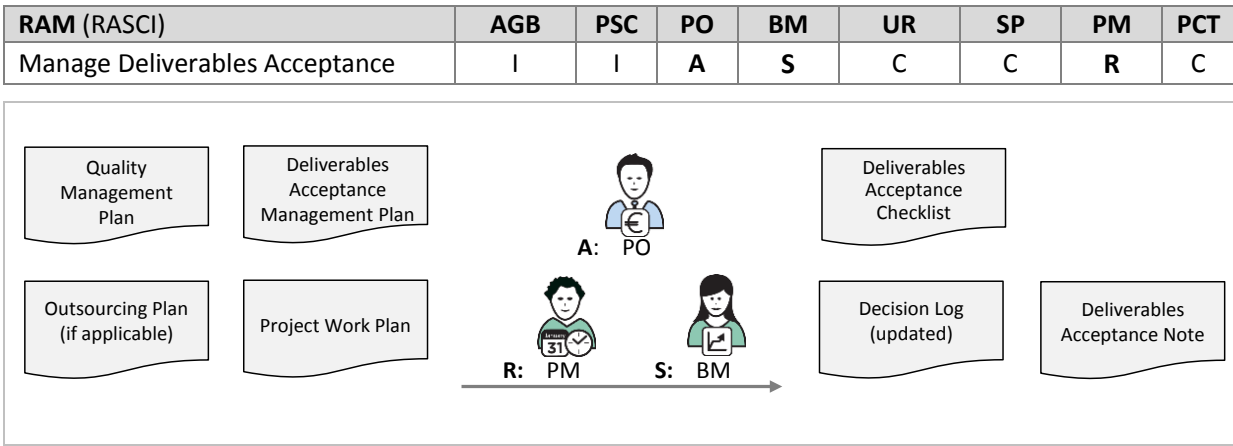 RAM (RASCI) AGB PSC PO BM UR SP PM PCT
Manage Deliverables Acceptance I I A S C C R C
Quality
Management
Plan
Deliverables
Acceptance
Management Plan
€
A: PO
Deliverables
Acceptance
Checklist
Outsourcing Plan
(if applicable)
Project Work Plan
January
31
R: PM
S: BM
Decision Log
(updated)
Deliverables
Acceptance Note